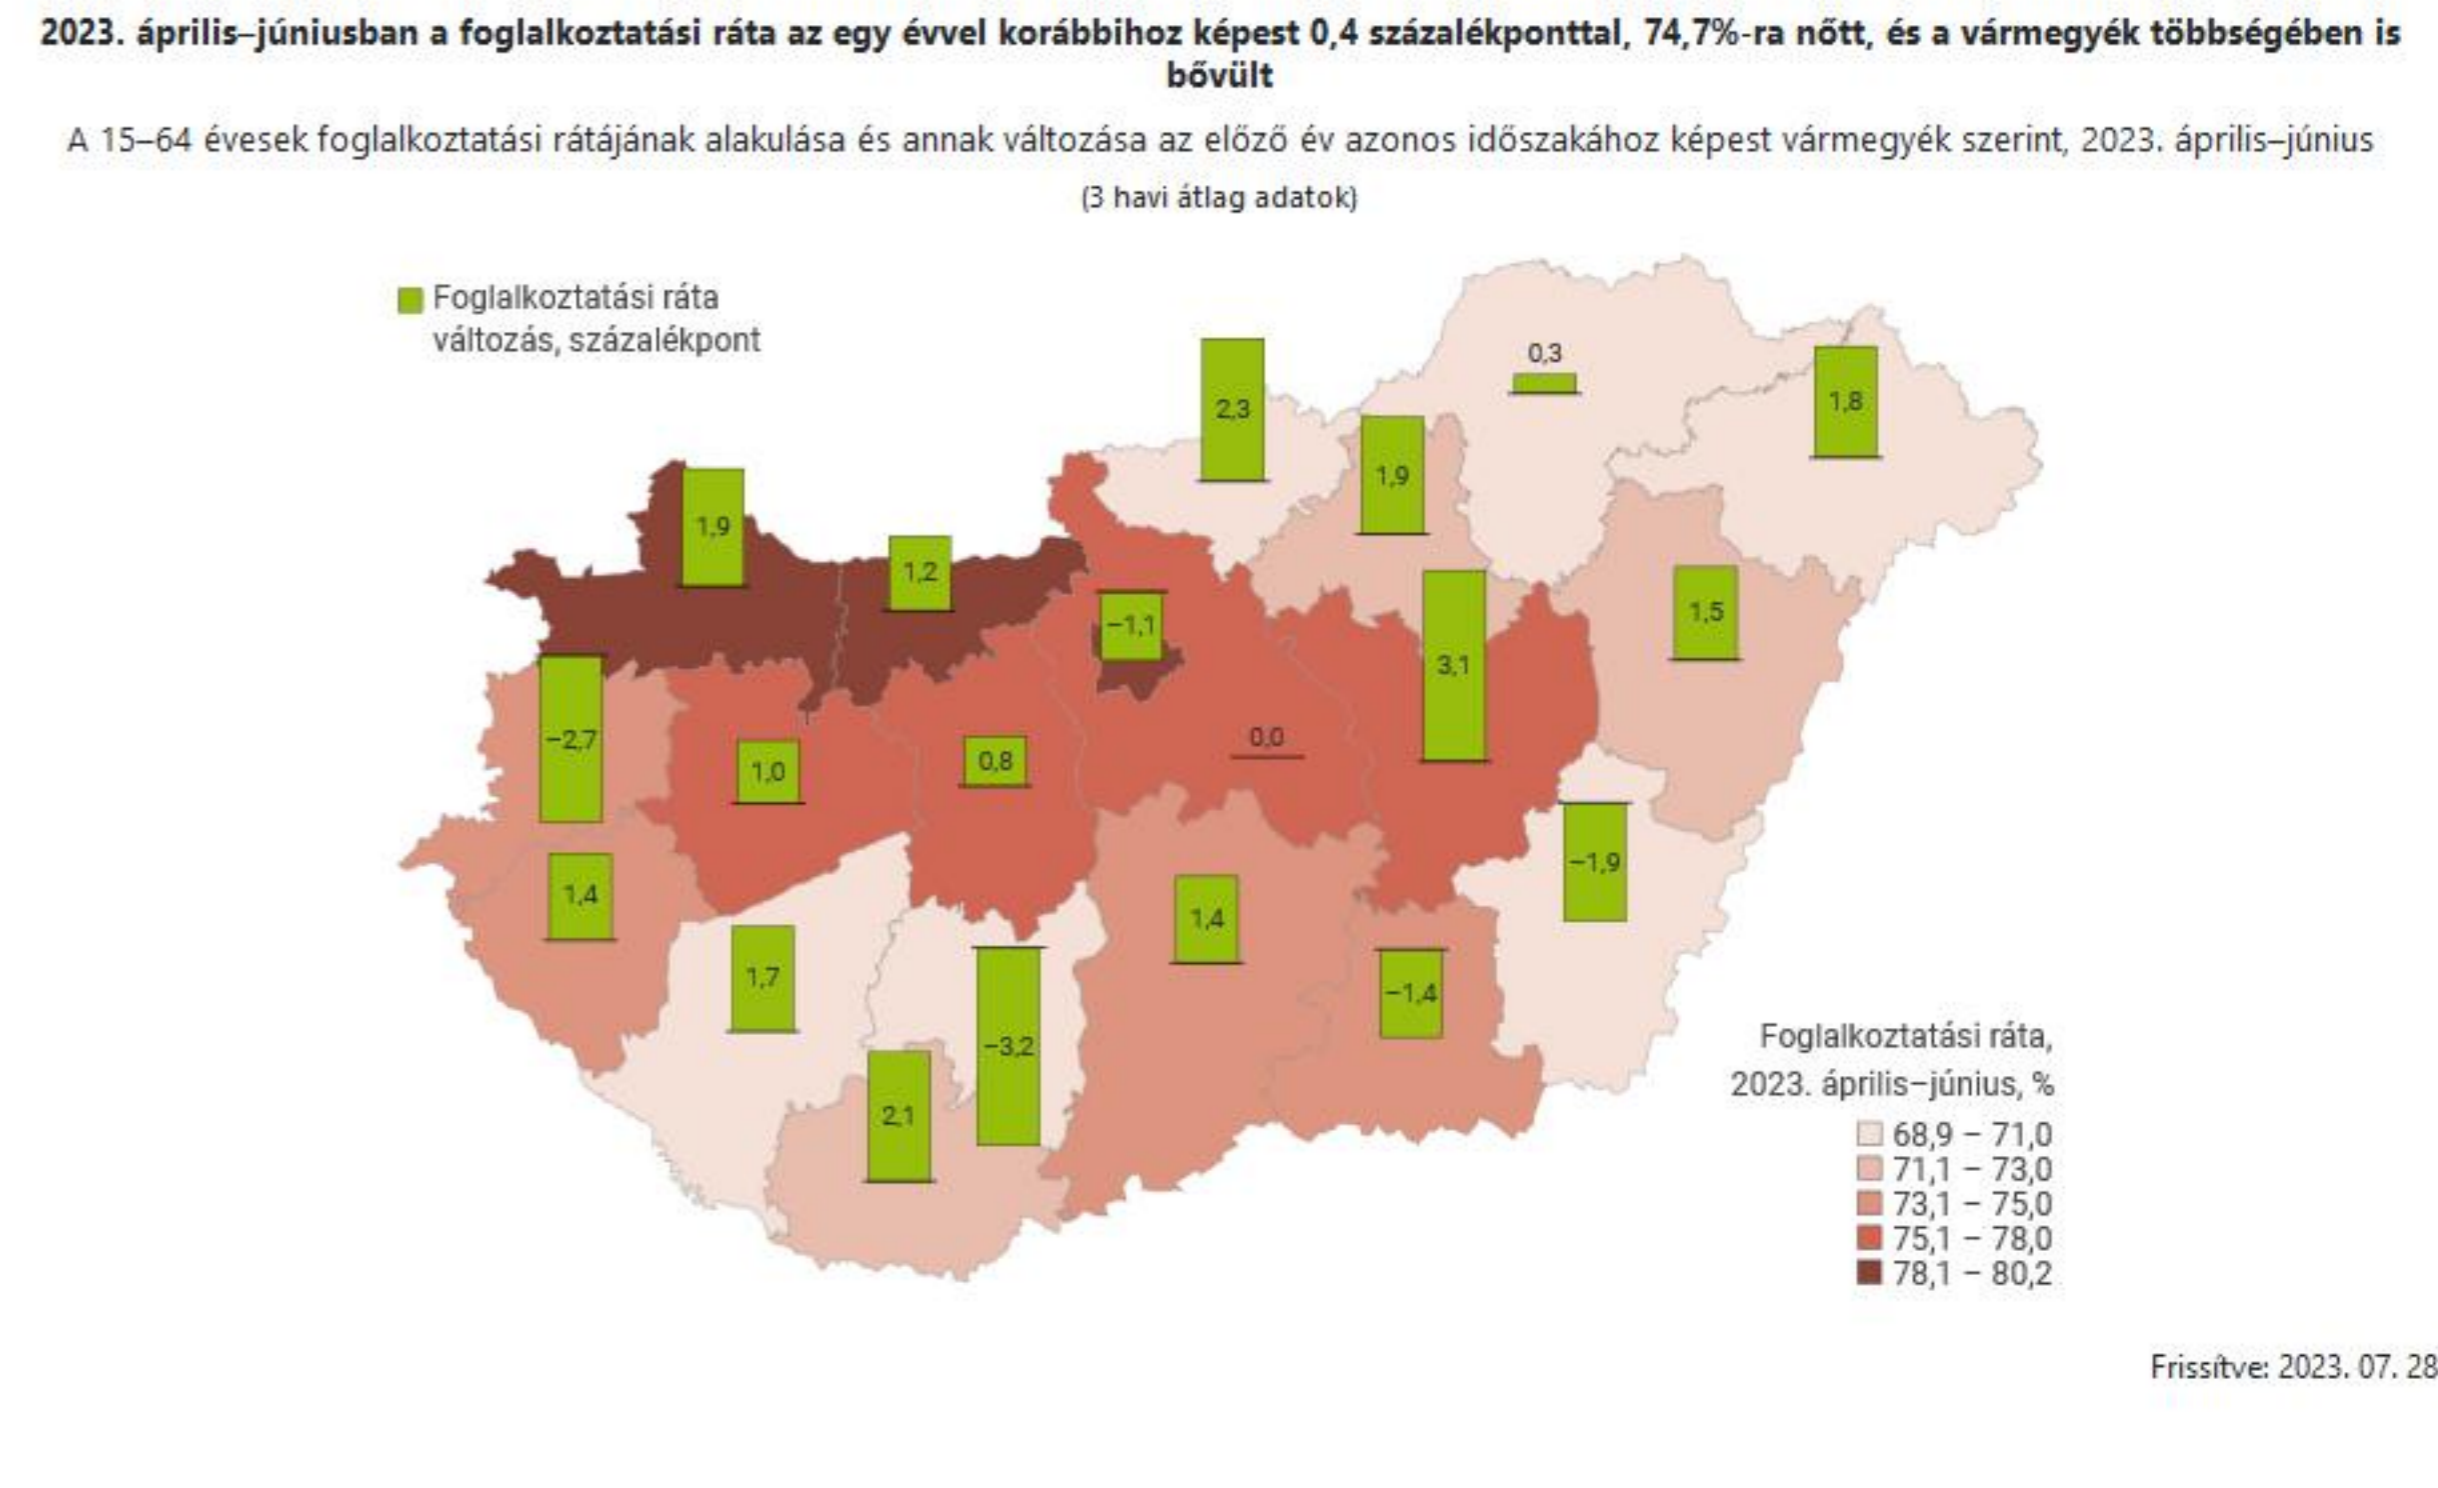 2023. április–júniusban a foglalkoztatási ráta az egy évvel korábbihoz képest 0,4 százalékponttal, 74,7%-ra nőtt, és a vármegyék többségében is
bővült
A 15–64 évesek foglalkoztatási rátájának alakulása és annak változása az előző év azonos időszakához képest vármegyék szerint, 2023. április–június
(3 havi átlag adatok)
Foglalkoztatási ráta
változás, százalékpont
0,3
2,3
1,8
1,9
1,9
1,2
1,5
−1,1
3,1
−2,7
0,0
1,0
0,8
−1,9
1,4
1,4
1,7
−1,4
−3,2
2,1
Foglalkoztatási ráta,
2023. április–június, %
68,9 – 71,0
71,1 – 73,0
73,1 – 75,0
75,1 – 78,0
78,1 – 80,2
Frissítve: 2023. 07. 28